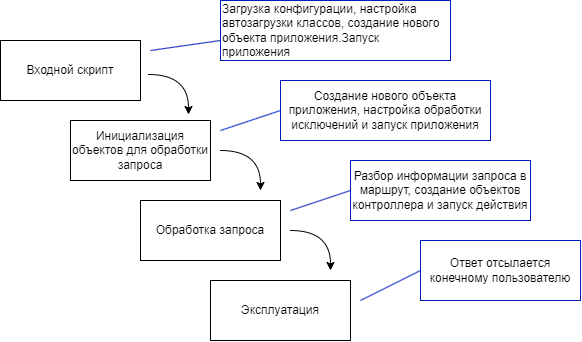 Загрузка конфигурации, настройка
автозагрузки классов, создание нового
объекта приложения.Запуск
приложения
Входной скрипт
Создание нового объекта
приложения, настройка обработки
исключений и запуск приложения
Инициализация
объектов для обработки
запроса
Разбор информации запроса в
маршрут, создание объектов
контроллера и запуск действия
Обработка запроса
Ответ отсылается
конечному пользователю
Эксплуатация